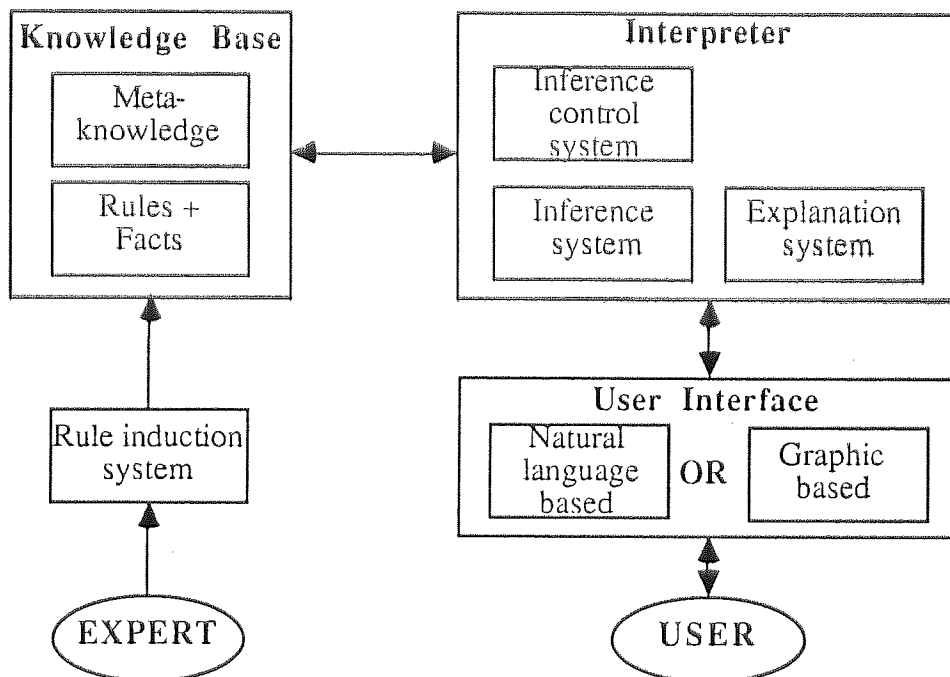 Knowledge Base
Meta-
knowledge
Rules +
Facts
Rule induction
system
EXPERT
Interpreter
Inference
control
system
Inference
system
Explanation
system
User Interface
Natural
language
based
OR
Graphic
based
USER